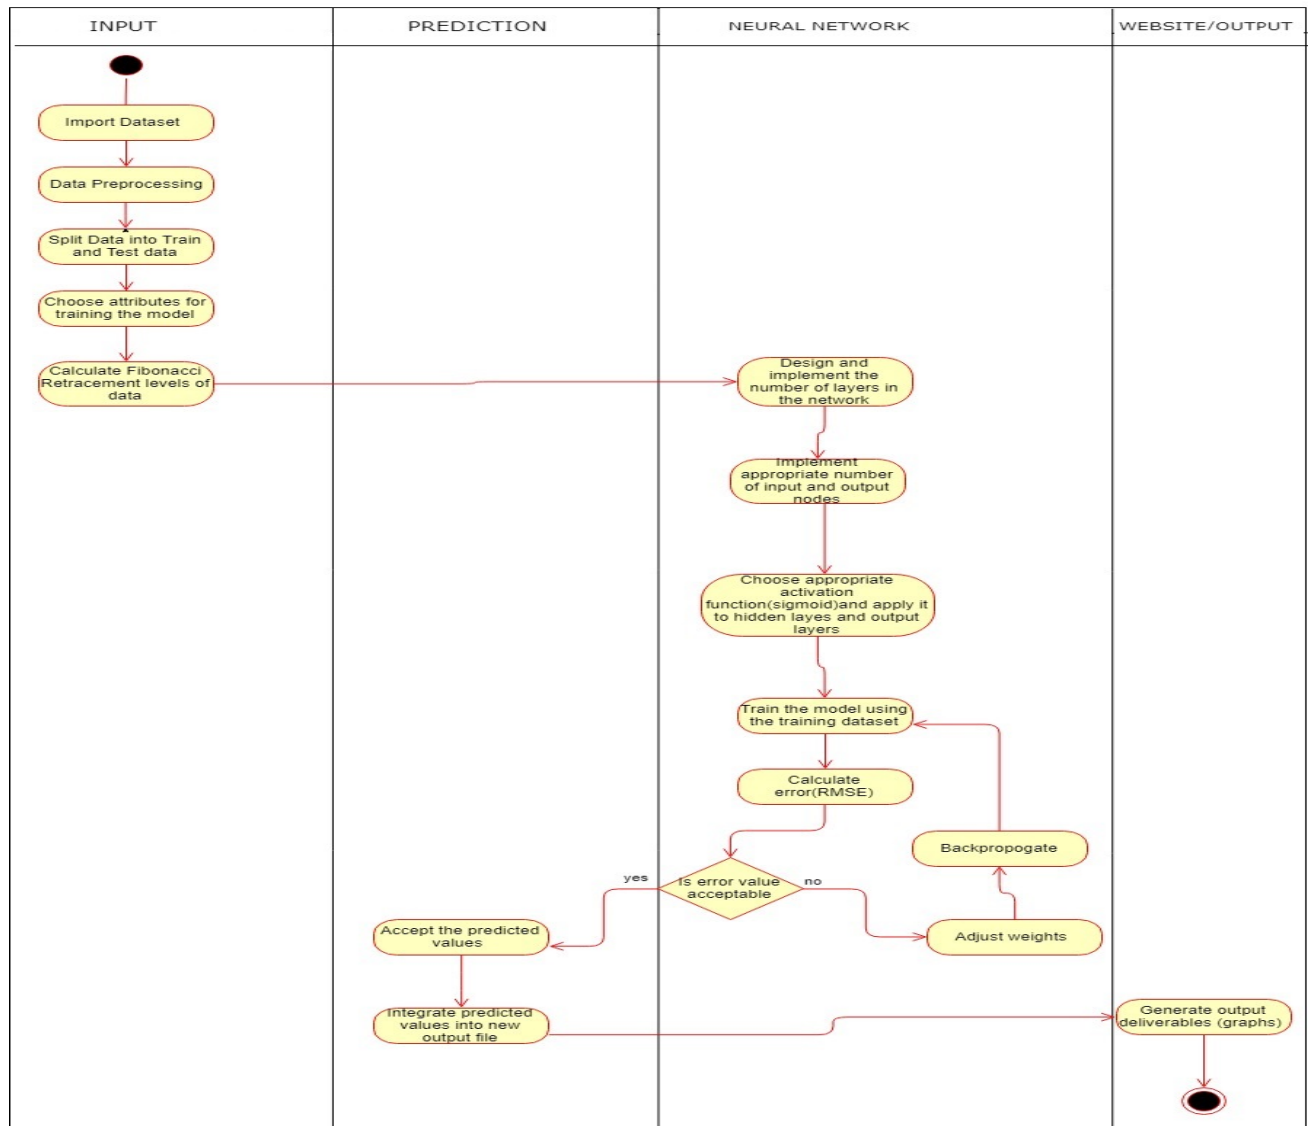 INPUT
PREDICTION
NEURAL NETWORK
WEBSITE/OUTPUT
Import Dataset
Data Preprocessing
Split Data into Train
and Test data
Choose attributes for
training the model
Calculate Fibonacci
Retracement levels of
data
Design and
implement the
number of layers in
the network
Implement
appropriate number
of input and output
nodes
Choose appropriate
activation
function(sigmoid)and apply it
to hidden layes and output
layers
Train the model using
the training dataset
Calculate
error(RMSE)
Backpropogate
yes
Is error value
acceptable
no
Accept the predicted
values
Adjust weights
Integrate predicted
values into new
output file
Generate output
deliverables (graphs)